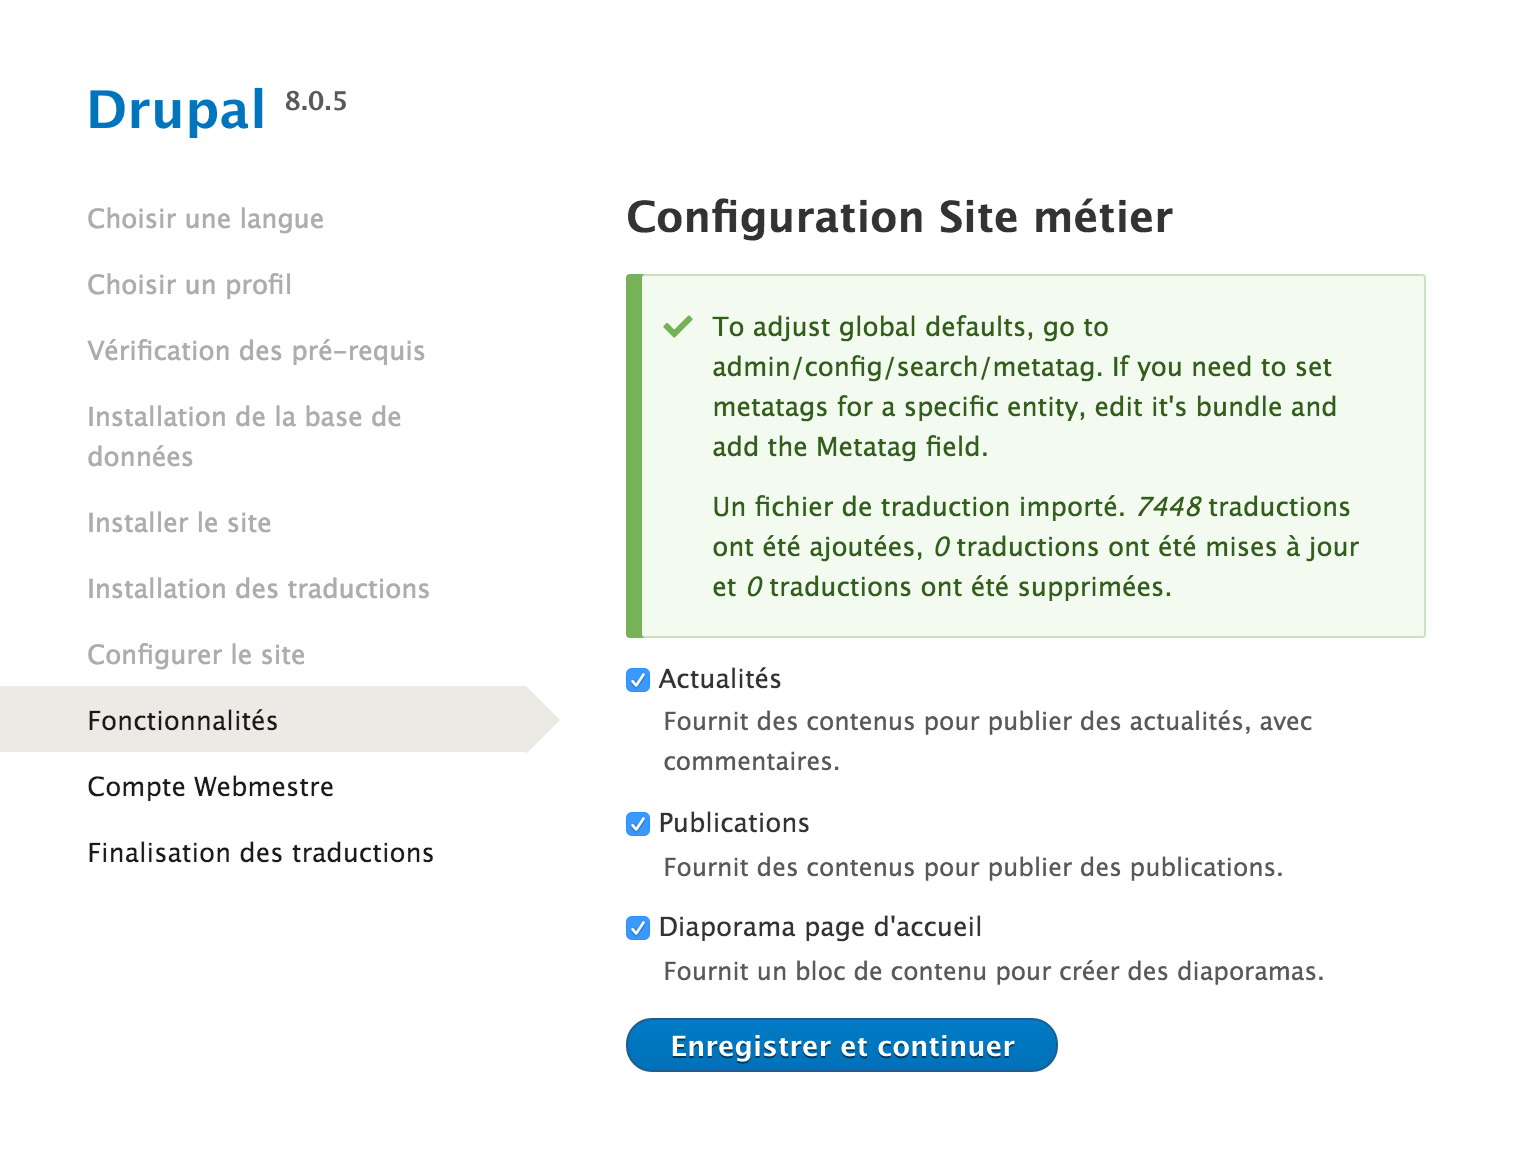 Drupal 8.0.5
Choisir une langue
Choisir un profil
Vérification des pré-requis
Installation de la base de
données
Installer le site
Installation des traductions
Configurer le site
Fonctionnalités
Compte Webmestre
Finalisation des traductions
Configuration Site métier
To adjust global defaults, go to
admin/config/search/metatag. If you need to set
metatags for a specific entity, edit it's bundle and
add the Metatag field.
Un fichier de traduction importé. 7448 traductions
ont été ajoutées, 0 traductions ont été mises à jour
et 0 traductions ont été supprimées.
Actualités
Fournit des contenus pour publier des actualités, avec
commentaires.
Publications
Fournit des contenus pour publier des publications.
Diaporama page d'accueil
Fournit un bloc de contenu pour créer des diaporamas.
Enregistrer et continuer